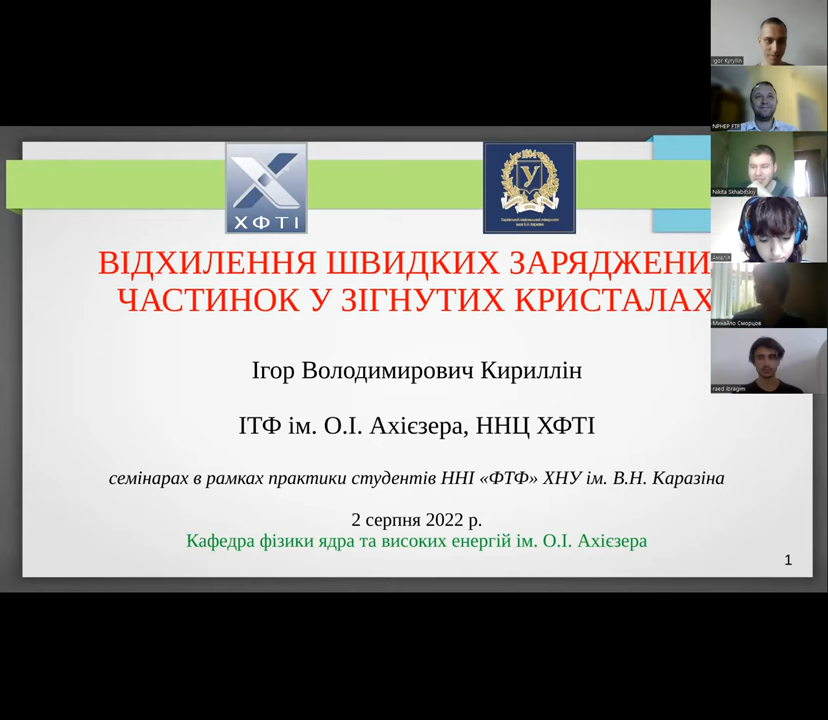 ХФТІ
1804
У
ВІДХИЛЕННЯ ШВИДКИХ ЗАРЯДЖЕНИ
ЧАСТИНОК У ЗІГНУТИХ КРИСТАЛАХ
Ігор Володимирович Кириллін
ІТФ ім. О.І. Ахієзера, ННЦ ХФТІ
семінарах в рамках практики студентів ННІ «ФТФ» ХНУ ім. В.Н. Каразіна
2 серпня 2022 р.
Кафедра фізики ядра та високих енергій ім. О.І. Ахієзера
1
Igor Kyryllin
NPHEP FTF
Nikita Skhabitskiy
Михайло Сморцов
raed ibragim